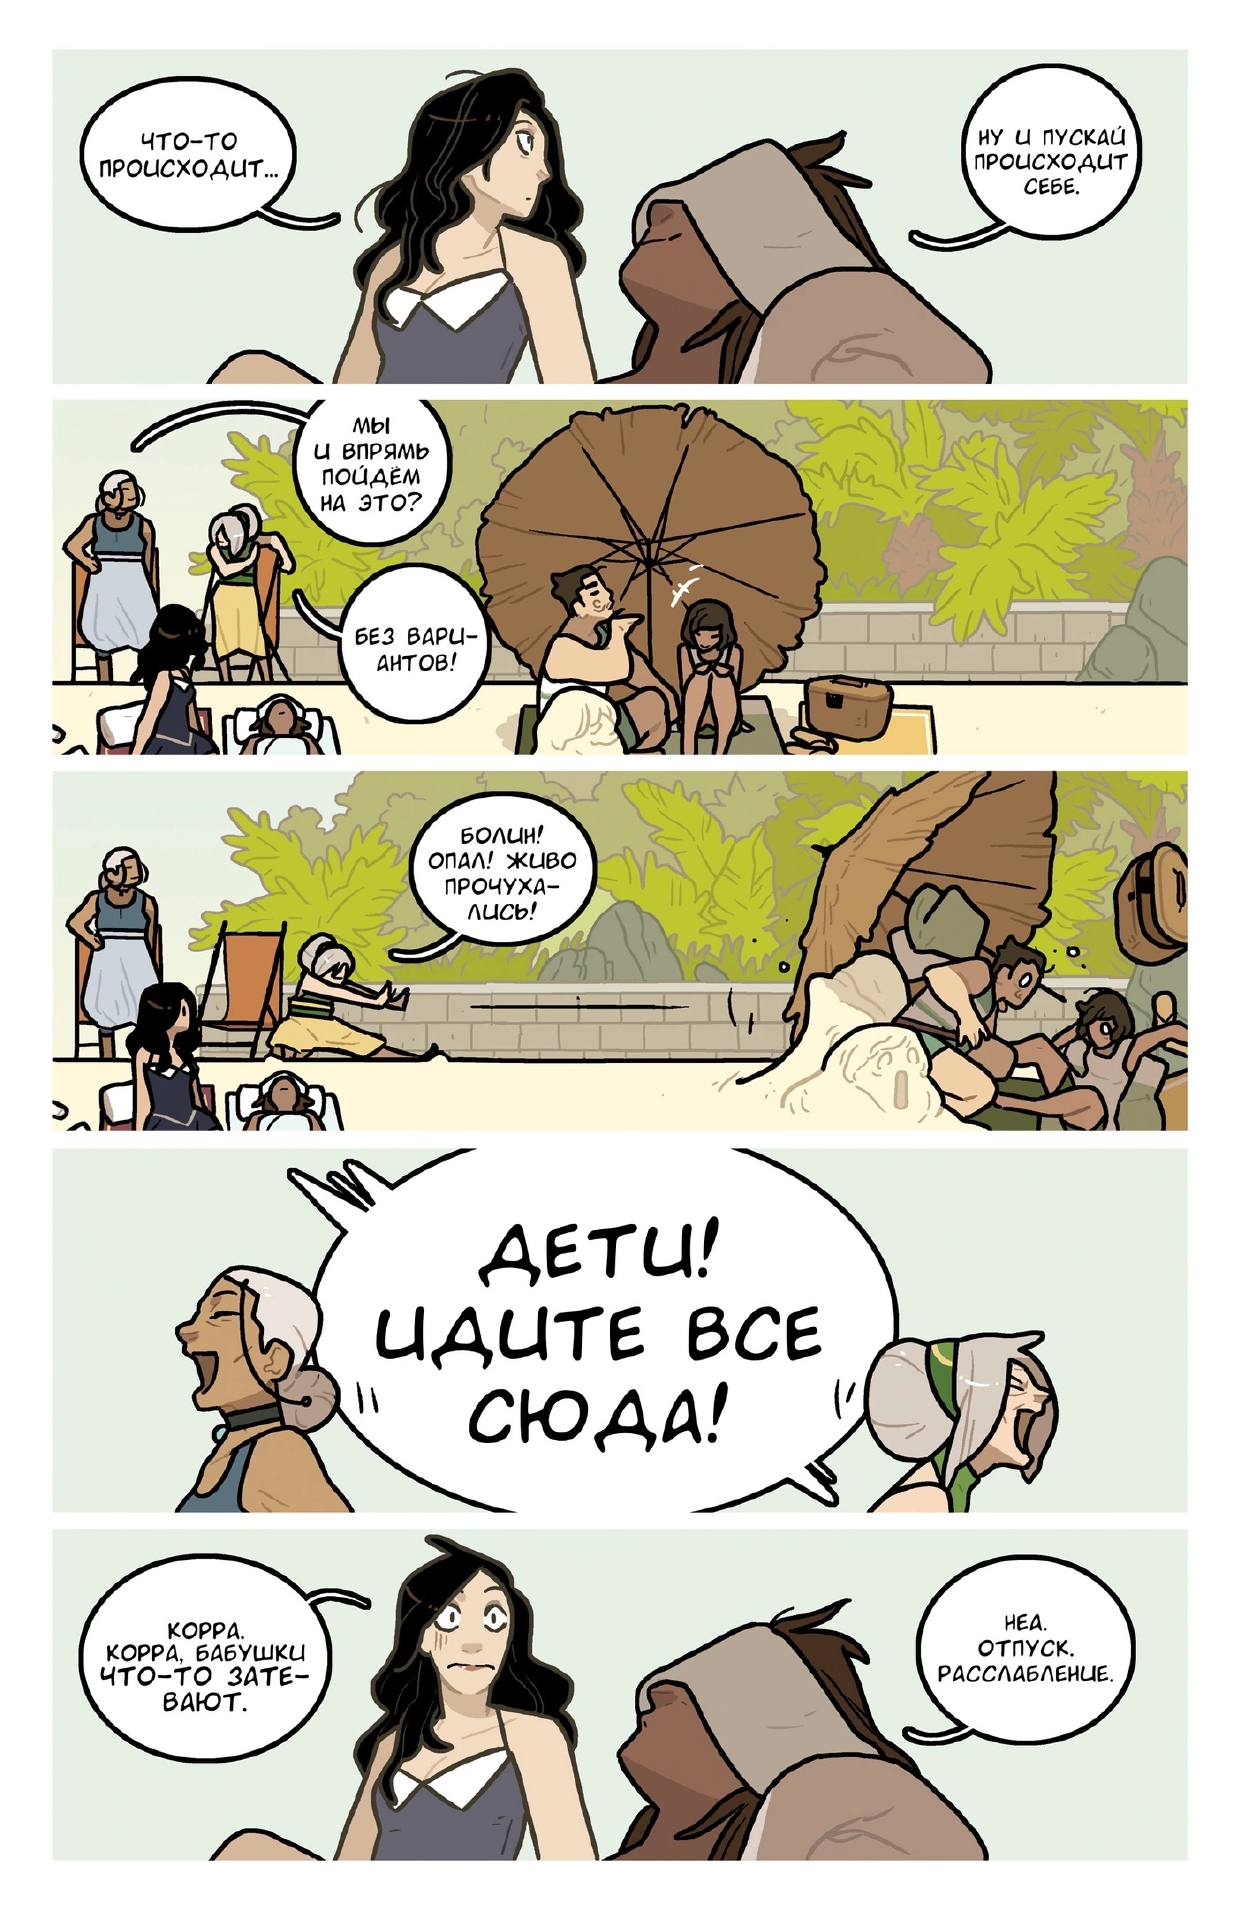 ЧТО-ТО
ПРОИСХОДИТ...
НУ И ПУСКАЙ
ПРОИСХОДИТ
СЕБЕ.
МЫ
И ВПРЯМЬ
ПОЙДЁМ
НА ЭТО?
БЕЗ ВАРИ-
АНТОВ!
БОЛИН!
ОПАЛ! ЖИВО
ПРОЧУХА-
ЛИСЬ!
ДЕТИ!
ИДИТЕ ВСЕ
СЮДА!
КОРРА.
КОРРА, БАБУШКИ
ЧТО-ТО ЗАТЕ-
ВАЮТ.
НЕА.
ОТПУСК.
РАССЛАБЛЕНИЕ.